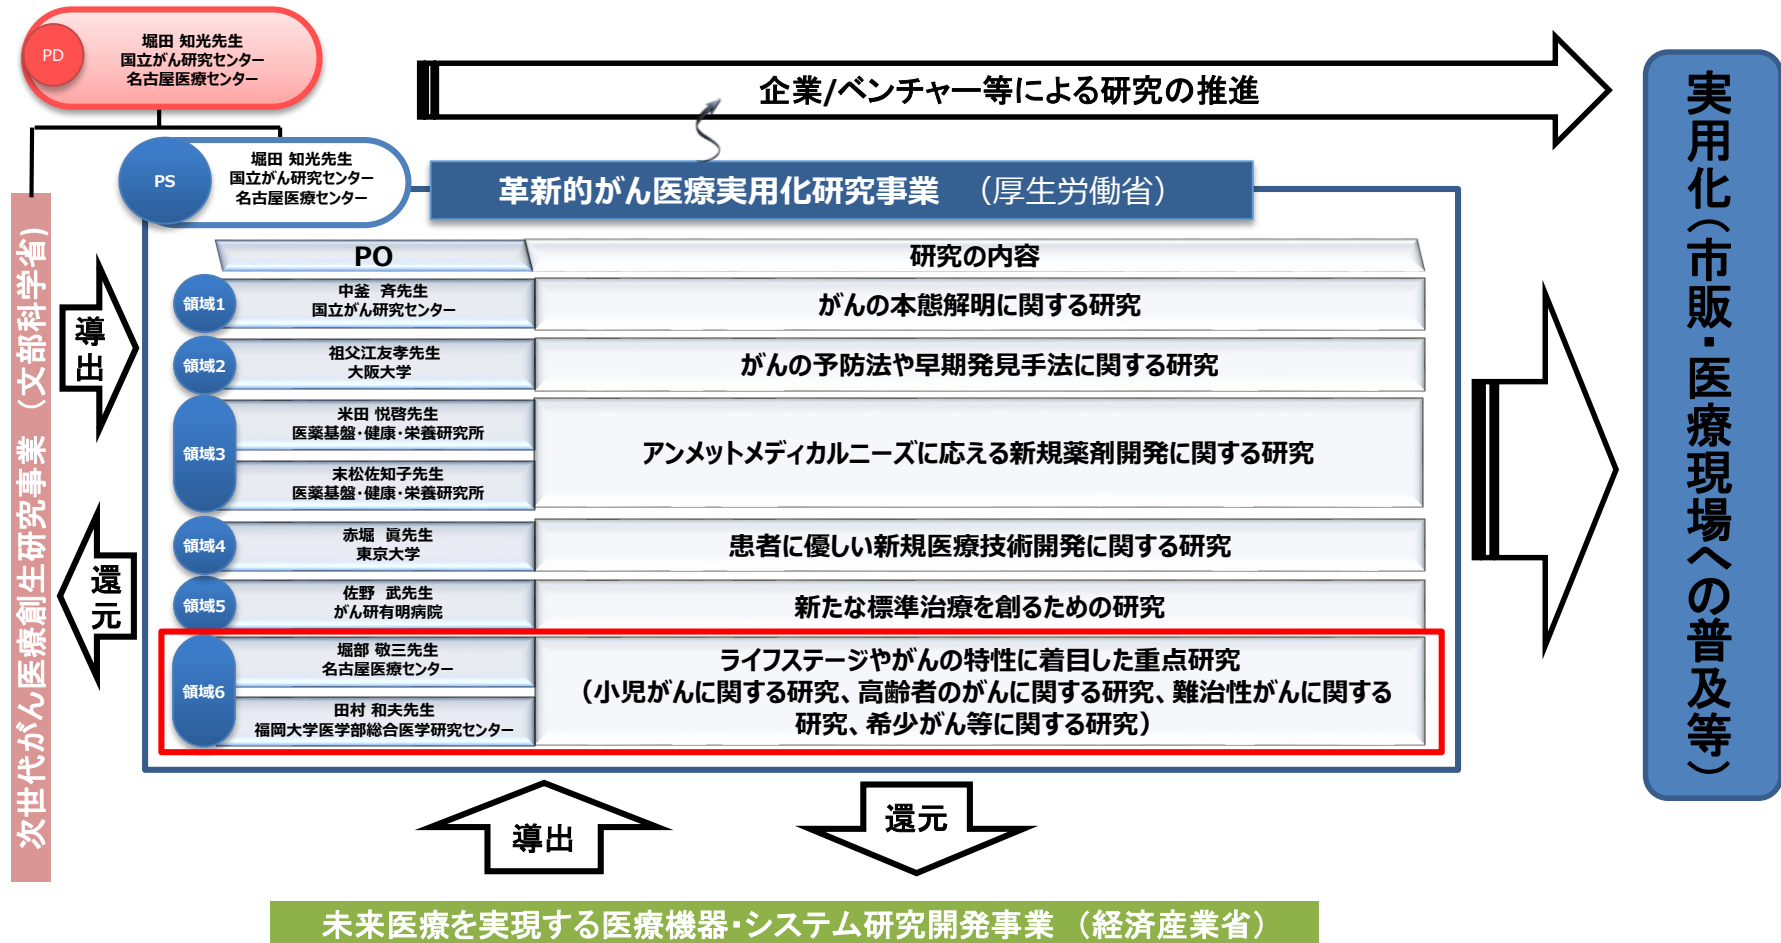 PD
堀田 知光先生
国立がん研究センター
名古屋医療センター
企業/ベンチャー等による研究の推進
PS
堀田 知光先生
国立がん研究センター
名古屋医療センター
革新的がん医療実用化研究事業 （厚生労働省）
PO
研究の内容
領域1
中釜 斉先生
国立がん研究センター
がんの本態解明に関する研究
領域2
祖父江友孝先生
大阪大学
がんの予防法や早期発見手法に関する研究
領域3
米田 悦啓先生
医薬基盤・健康・栄養研究所
末松佐知子先生
医薬基盤・健康・栄養研究所
アンメットメディカルニーズに応える新規薬剤開発に関する研究
領域4
赤堀 眞先生
東京大学
患者に優しい新規医療技術開発に関する研究
領域5
佐野 武先生
がん研有明病院
新たな標準治療を創るための研究
領域6
堀部 敬三先生
名古屋医療センター
田村 和夫先生
福岡大学医学部総合医学研究センター
ライフステージやがんの特性に着目した重点研究
（小児がんに関する研究、高齢者のがんに関する研究、難治性がんに関する
研究、希少がん等に関する研究）
次世代がん医療創生研究事業 （文部科学省）
導出
還元
導出
還元
未来医療を実現する医療機器・システム研究開発事業 （経済産業省）
実用化（市販・医療現場への普及等）